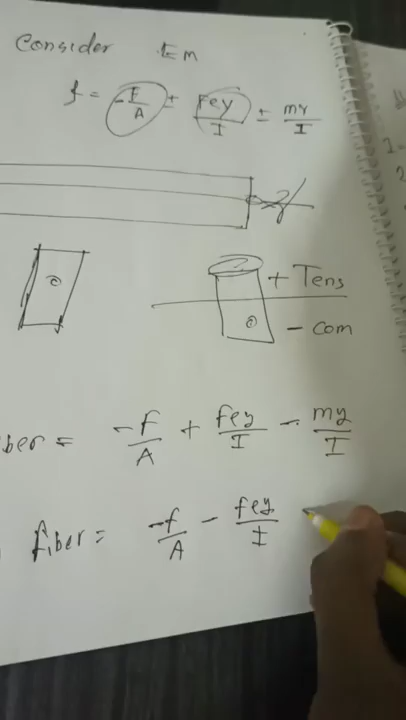 Consider Em
f = -F/A ± Fey/I ± my/I
+ Tens
- com
ber = -f/A + fey/I - my/I
fiber = -f/A - fey/I